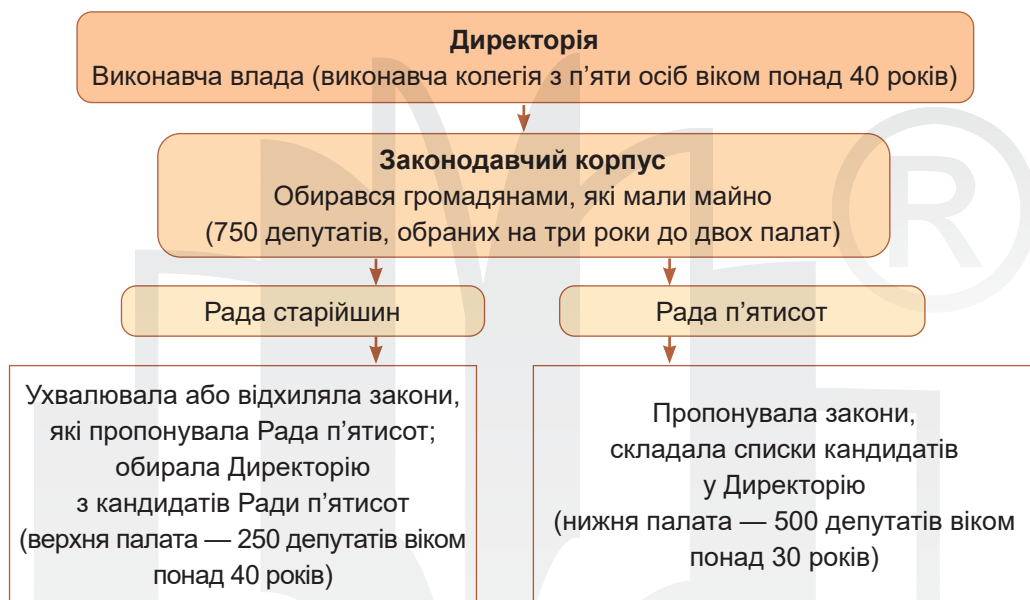 Директорія
Виконавча влада (виконавча колегія з п’яти осіб віком понад 40 років)
Законодавчий корпус
Обирався громадянами, які мали майно
(750 депутатів, обраних на три роки до двох палат)
Рада старійшин
Рада п’ятисот
Ухвалювала або відхиляла закони,
які пропонувала Рада п’ятисот;
обирала Директорію
з кандидатів Ради п’ятисот
(верхня палата — 250 депутатів віком
понад 40 років)
Пропонувала закони,
складала списки кандидатів
у Директорію
(нижня палата — 500 депутатів віком
понад 30 років)
®